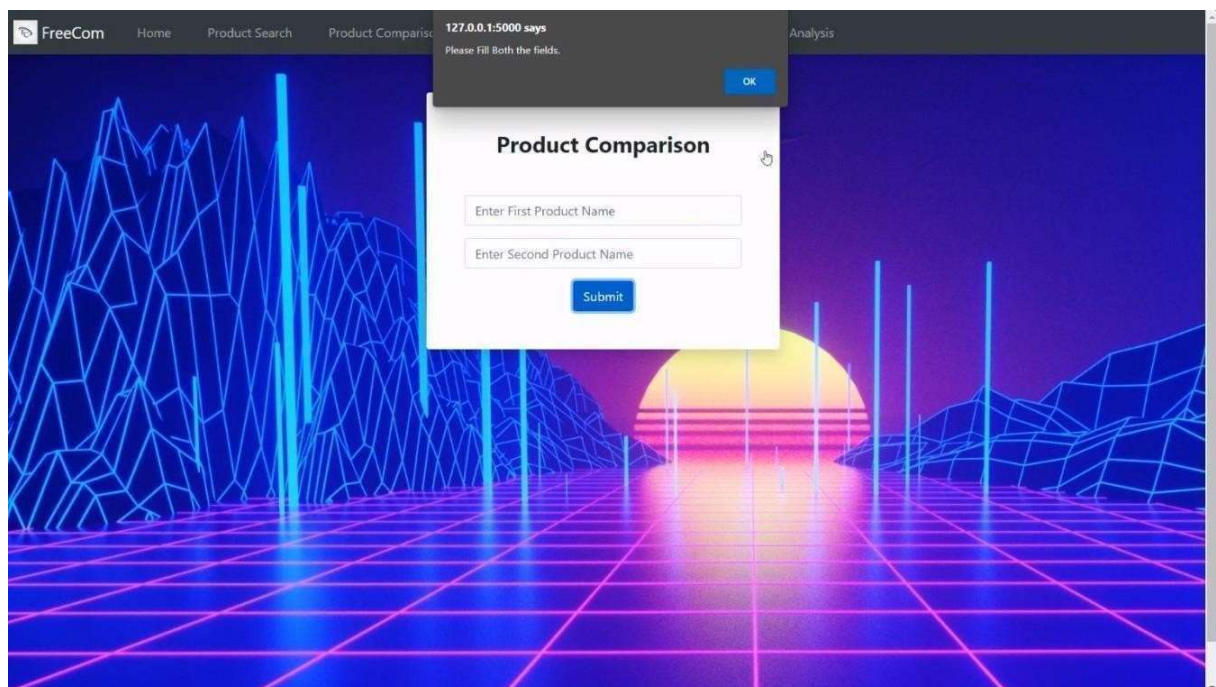 FreeCom Home Product Search Product Comparisc Analysis
127.0.0.1:5000 says
Please Fill Both the fields.
OK
Product Comparison
Enter First Product Name
Enter Second Product Name
Submit